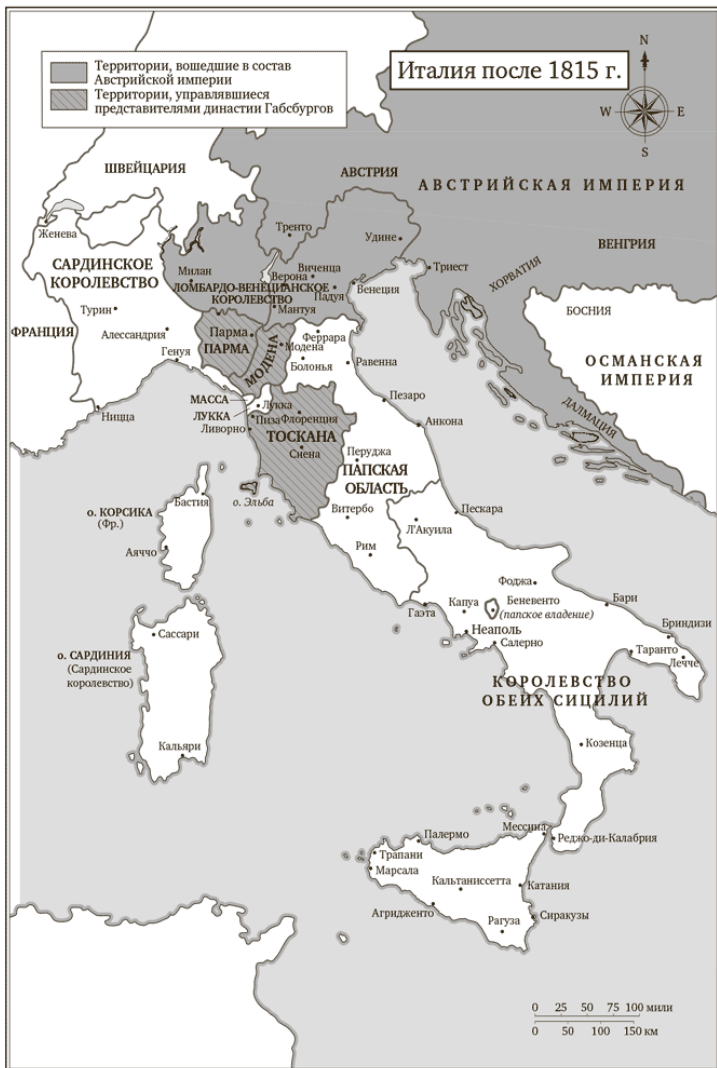 Территории, вошедшие в состав
Австрийской империи
Территории, управлявшиеся
представителями династии Габсбургов
Италия после 1815 г.
N
W
E
S
ШВЕЙЦАРИЯ
АВСТРИЯ
АВСТРИЙСКАЯ ИМПЕРИЯ
Женева
Тренто
Удине
ВЕНГРИЯ
САРДИНСКОЕ
КОРОЛЕВСТВО
Милан
Верона
Виченца
Триест
ХОРВАТИЯ
ЛОМБАРДО-ВЕНЕЦИАНСКОЕ
КОРОЛЕВСТВО
Падуя
Венеция
Мантуя
БОСНИЯ
Турин
ФРАНЦИЯ
Алессандрия
Парма
ПАРМА
Феррара
Модена
МОДЕНА
Болонья
Генуя
Равенна
ОСМАНСКАЯ
ИМПЕРИЯ
МАССА
ЛУККА
Лукка
Пиза
Флоренция
Ливорно
ТОСКАНА
Сиена
Ницца
Пезаро
Анкона
ДАЛМАЦИЯ
Перуджа
ПАПСКАЯ
ОБЛАСТЬ
о. Эльба
Бастия
о. КОРСИКА
(Фр.)
Аяччо
Витербо
Л'Акуила
Пескара
Рим
Фоджа
Гаэта
Капуа
Беневенто
(папское владение)
Бари
Неаполь
Салерно
Бриндизи
Таранто
Лечче
Сассари
о. САРДИНИЯ
(Сардинское
королевство)
КОРОЛЕВСТВО
ОБЕИХ СИЦИЛИЙ
Кальяри
Козенца
Палермо
Мессина
Реджо-ди-Калабрия
Трапани
Марсала
Кальтаниссетта
Катания
Агридженто
Рагуза
Сиракузы
0 25 50 75 100 мили
0 50 100 150 км